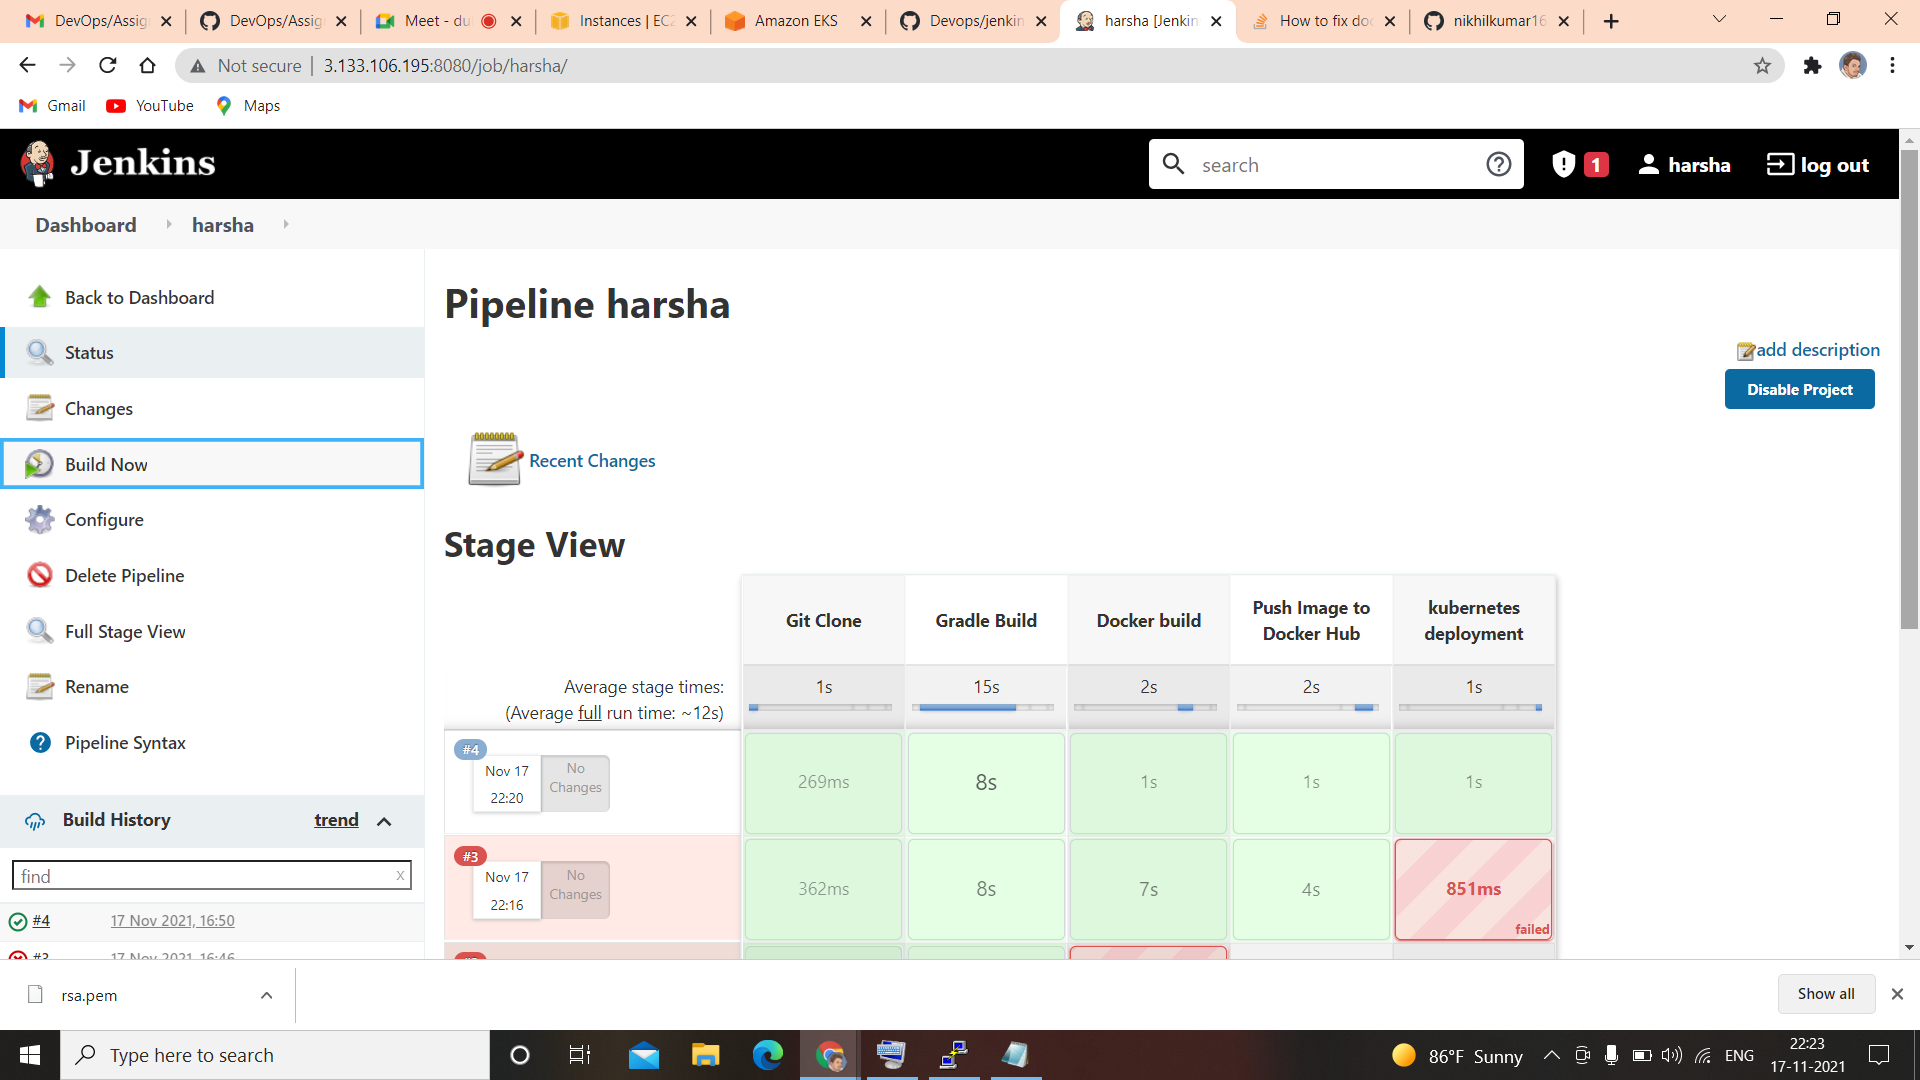 DevOps/Assig
DevOps/Assig
Meet - du
Instances | EC2
Amazon EKS
Devops/jenkin
harsha [Jenkin
How to fix doc
nikhilkumar16
Not secure
3.133.106.195:8080/job/harsha/
Gmail
YouTube
Maps
Jenkins
search
1
harsha
log out
Dashboard
harsha
Back to Dashboard
Status
Changes
Build Now
Configure
Delete Pipeline
Full Stage View
Rename
Pipeline Syntax
Build History
trend
find
x
#4
17 Nov 2021, 16:50
#3
17 Nov 2021, 16:46
Pipeline harsha
add description
Disable Project
Recent Changes
Stage View
Git Clone
Gradle Build
Docker build
Push Image to
Docker Hub
kubernetes
deployment
Average stage times:
(Average full run time: ~12s)
1s
15s
2s
2s
1s
#4
Nov 17
22:20
No
Changes
269ms
8s
1s
1s
1s
#3
Nov 17
22:16
No
Changes
362ms
8s
7s
4s
851ms
failed
rsa.pem
Show all
Type here to search
86°F Sunny
ENG
22:23
17-11-2021